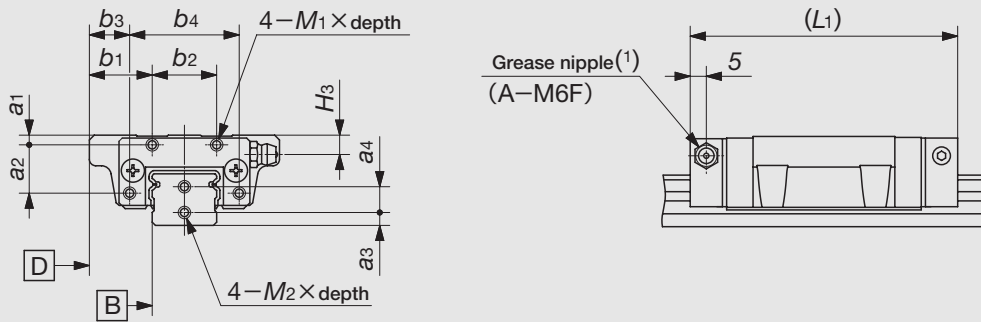 b3
b4
4−M1×depth
b1
b2
a1
a2
H3
a4
a3
D
B
4−M2×depth
(L1)
5
Grease nipple(1)
(A−M6F)